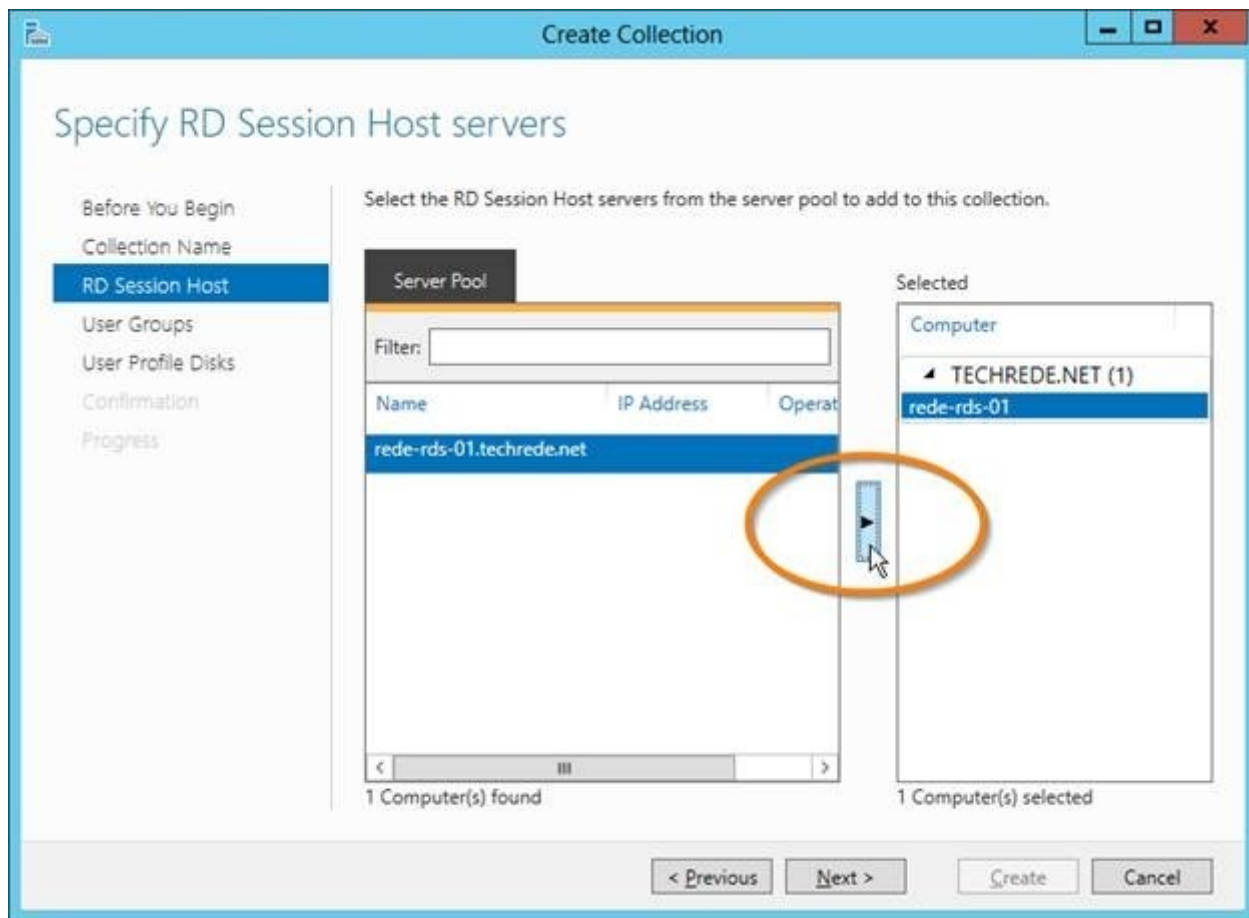 Create Collection
Specify RD Session Host servers
Before You Begin
Collection Name
RD Session Host
User Groups
User Profile Disks
Confirmation
Progress
Select the RD Session Host servers from the server pool to add to this collection.
Server Pool
Filter:
Name IP Address Operat
rede-rds-01.techrede.net
1 Computer(s) found
Selected
Computer
TECHREDE.NET (1)
rede-rds-01
1 Computer(s) selected
< Previous Next > Create Cancel